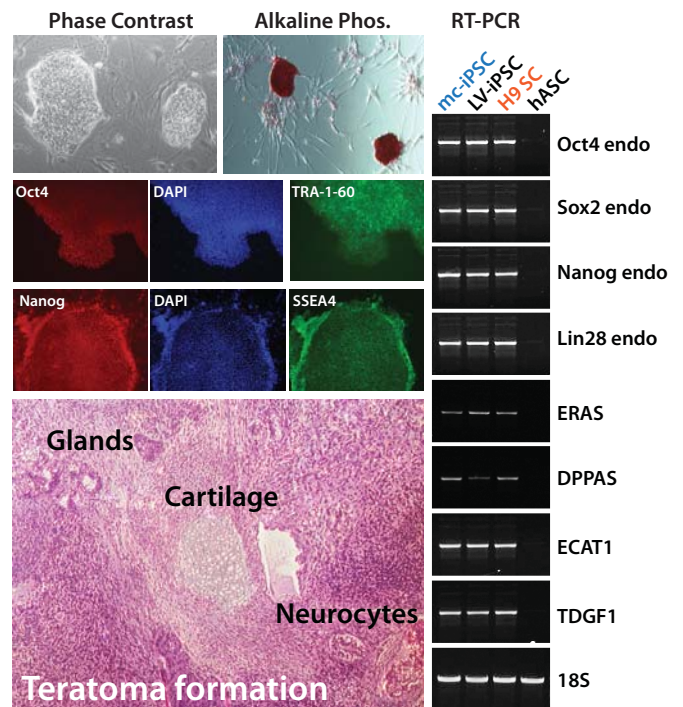 Phase Contrast
Alkaline Phos.
RT-PCR
mc-iPSC
LV-iPSC
H9 SC
hASC
Oct4 endo
Sox2 endo
Nanog endo
Lin28 endo
ERAS
DPPAS
ECAT1
TDGF1
18S
Oct4
DAPI
TRA-1-60
Nanog
DAPI
SSEA4
Glands
Cartilage
Neurocytes
Teratoma formation